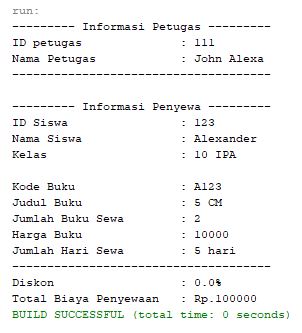 run:
--------- Informasi Petugas ---------
ID petugas : 111
Nama Petugas : John Alexa
-------------------------------------
--------- Informasi Penyewa ---------
ID Siswa : 123
Nama Siswa : Alexander
Kelas : 10 IPA
Kode Buku : A123
Judul Buku : 5 CM
Jumlah Buku Sewa : 2
Harga Buku : 10000
Jumlah Hari Sewa : 5 hari
-------------------------------------
Diskon : 0.0%
Total Biaya Penyewaan : Rp.100000
BUILD SUCCESSFUL (total time: 0 seconds)